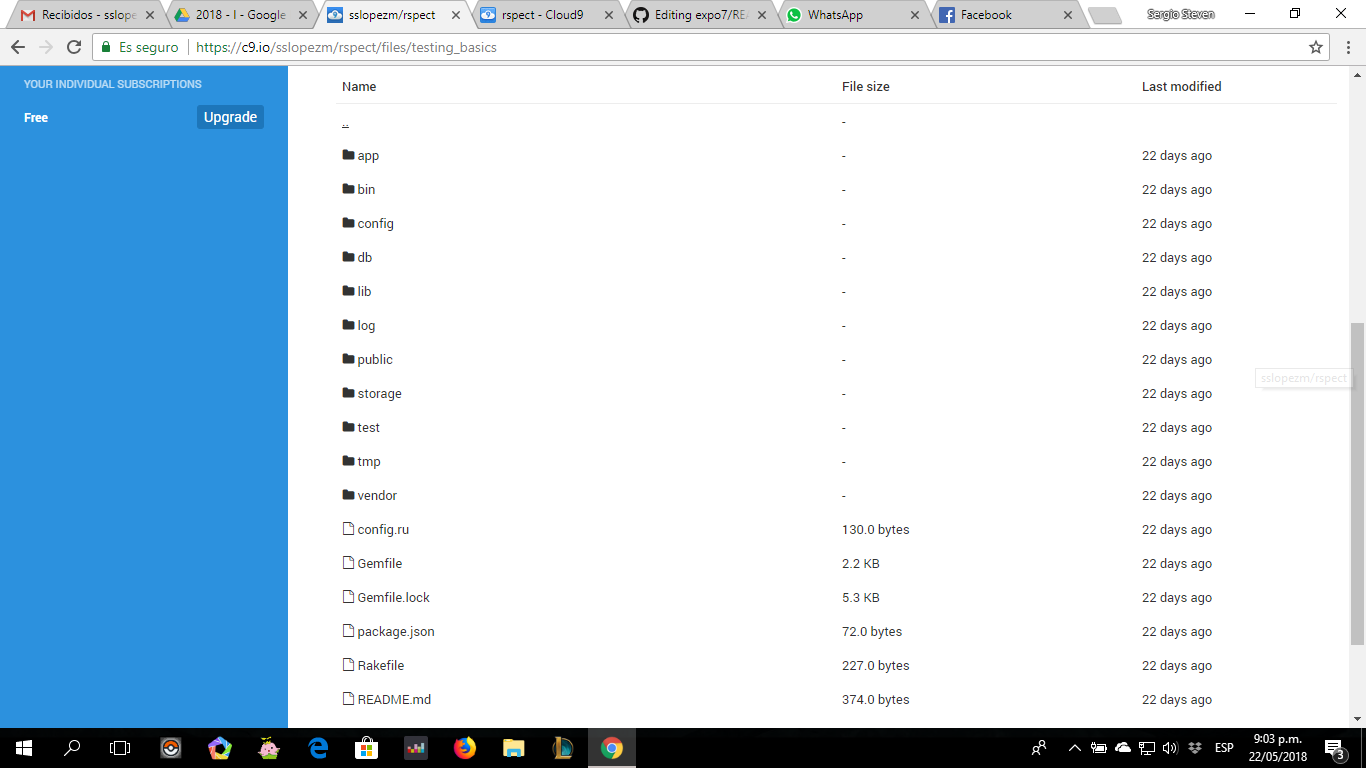 Recibidos - sslope
2018 - I - Google
sslopezm/rspect
rspect - Cloud9
Editing expo7/REA
WhatsApp
Facebook
Sergio Steven
Es seguro https://c9.io/sslopezm/rspect/files/testing_basics
YOUR INDIVIDUAL SUBSCRIPTIONS
Free Upgrade
Name File size Last modified
.. -
app - 22 days ago
bin - 22 days ago
config - 22 days ago
db - 22 days ago
lib - 22 days ago
log - 22 days ago
public - 22 days ago
sslopezm/rspect
storage - 22 days ago
test - 22 days ago
tmp - 22 days ago
vendor - 22 days ago
config.ru 130.0 bytes 22 days ago
Gemfile 2.2 KB 22 days ago
Gemfile.lock 5.3 KB 22 days ago
package.json 72.0 bytes 22 days ago
Rakefile 227.0 bytes 22 days ago
README.md 374.0 bytes 22 days ago
ESP
9:03 p.m.
22/05/2018
3